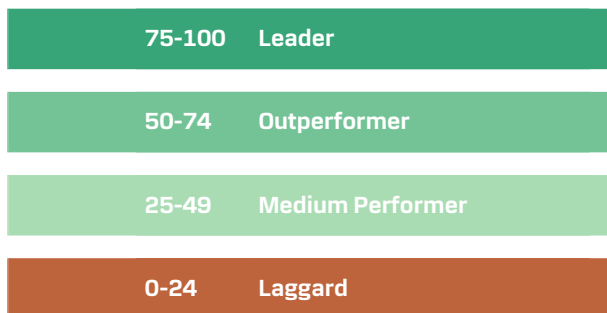 75-100 Leader
50-74 Outperformer
25-49 Medium Performer
0-24 Laggard